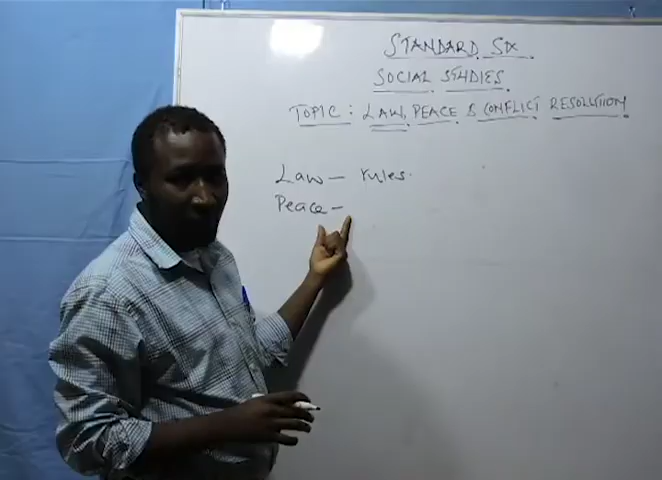 STANDARD SIX.
SOCIAL STUDIES
TOPIC: LAW, PEACE & CONFLICT RESOLUTION
Law – rules.
Peace –